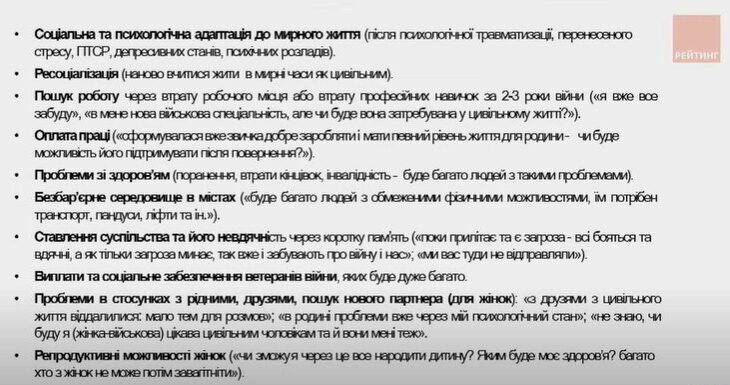 • Соціальна та психологічна адаптація до мирного життя (після психологічної травматизації, перенесеного
стресу, ПТСР, депресивних станів, психічних розладів).
• Ресоціалізація (наново вчитися жити в мирні часи як цивільним).
• Пошук роботу через втрату робочого місця або втрату професійних навичок за 2-3 роки війни («я вже все
забуду», «в мене нова військова спеціальність, але чи буде вона затребувана у цивільному житті?»).
• Оплата праці («сформувалася вже звичка добре заробляти і мати певний рівень життя для родини - чи буде
можливість його підтримувати після повернення?»).
• Проблеми зі здоров'ям (поранення, втрати кінцівок, інвалідність - буде багато людей з такими проблемами).
• Безбар'єрне середовище в містах («буде багато людей з обмеженими фізичними можливостями, їм потрібен
транспорт, пандуси, ліфти та ін.»).
• Ставлення суспільства та його невдячність через коротку пам'ять («поки прилітає та є загроза - всі бояться та
вдячні, а як тільки загроза минає, так вже і забувають про війну і нас»; «ми вас туди не відправляли»).
• Виплати та соціальне забезпечення ветеранів війни, яких буде дуже багато.
• Проблеми в стосунках з рідними, друзями, пошук нового партнера (для жінок): «з друзями з цивільного
життя віддалилися: мало тем для розмов»; «в родині проблеми вже через мій психологічний стан»; «не знаю, чи
буду я (жінка-військова) цікава цивільним чоловікам та й вони мені теж».
• Репродуктивні можливості жінок («чи зможу я через це все народити дитину? Яким буде моє здоров'я? багато
хто з жінок не може потім завагітніти»).
РЕЙТИНГ